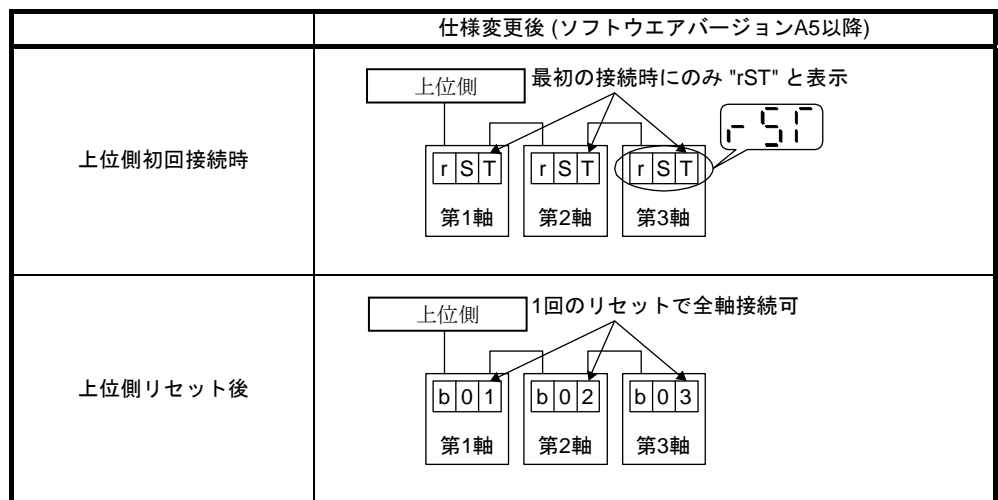 仕様変更後 (ソフトウエアバージョンA5以降)
上位側初回接続時
上位側
最初の接続時にのみ "rST" と表示
r ST
r S T
r S T
r S T
第1軸
第2軸
第3軸
上位側リセット後
上位側
1回のリセットで全軸接続可
b 0 1
b 0 2
b 0 3
第1軸
第2軸
第3軸